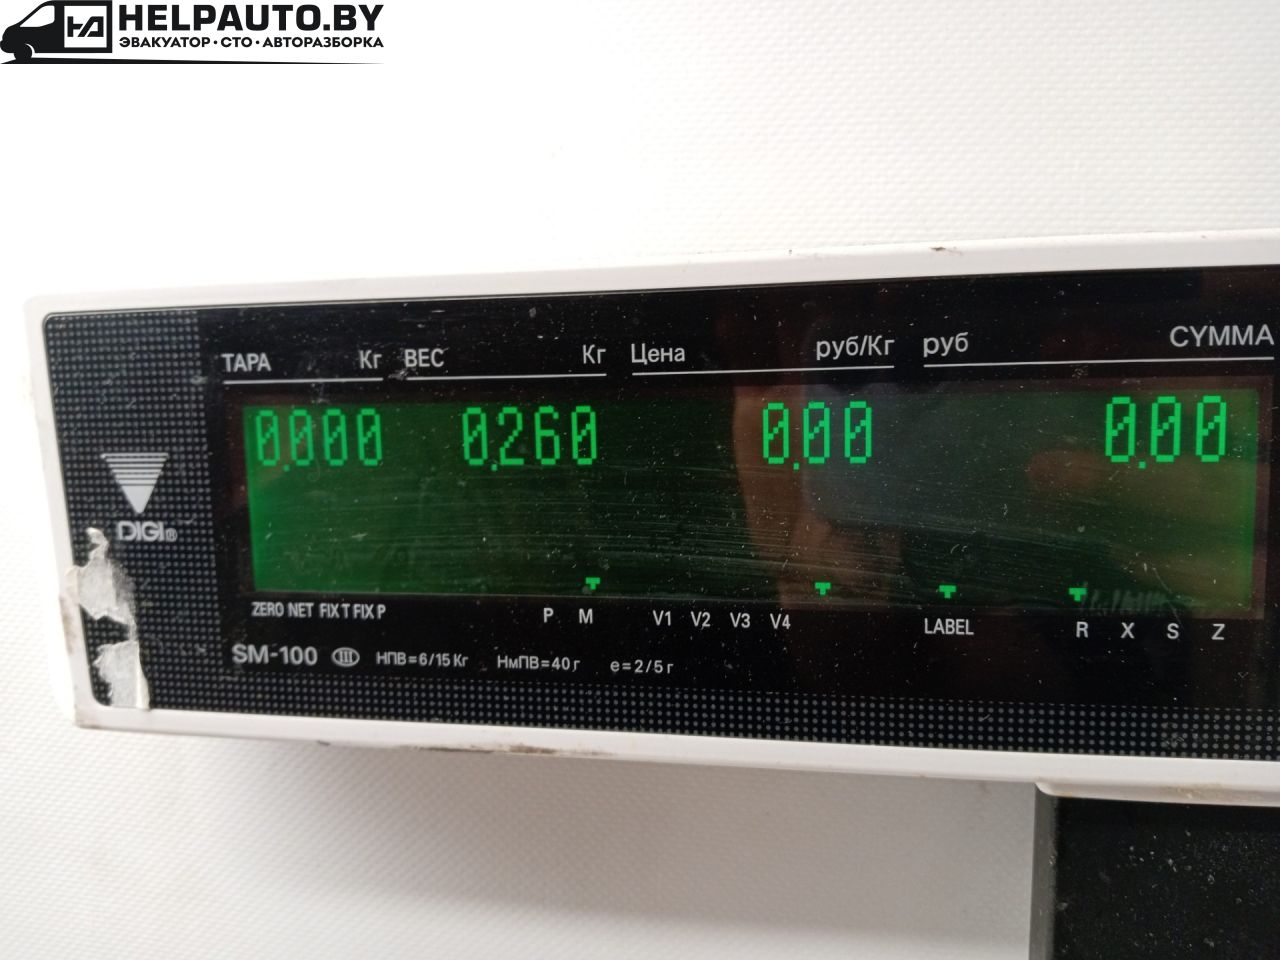 HELPAUTO.BY
ЭВАКУАТОР · СТО · АВТОРАЗБОРКА
ТАРА Кг ВЕС Кг Цена руб/Кг руб СУММА
0.000 0.260 0.00 0.00
DIGI®
ZERO NET FIX T FIX P P M V1 V2 V3 V4 LABEL R X S Z
SM-100 III НПВ=6/15 Кг НмПВ=40 г e=2/5 г